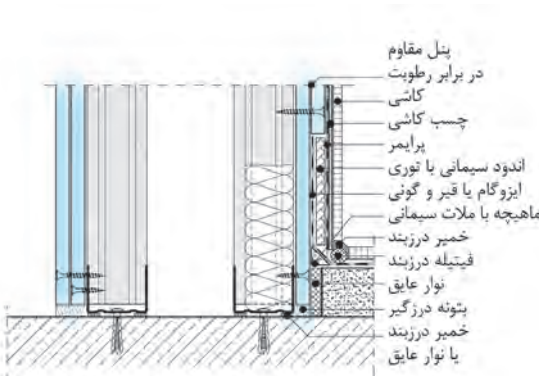 پنل مقاوم
در برابر رطوبت
کاشی
چسب کاشی
پرایمر
اندود سیمانی با توری
ایزوگام یا قیر و گونی
ماهیچه با ملات سیمانی
خمیر درزبند
فیتیله درزبند
نوار عایق
بتونه درزگیر
خمیر درزبند
یا نوار عایق